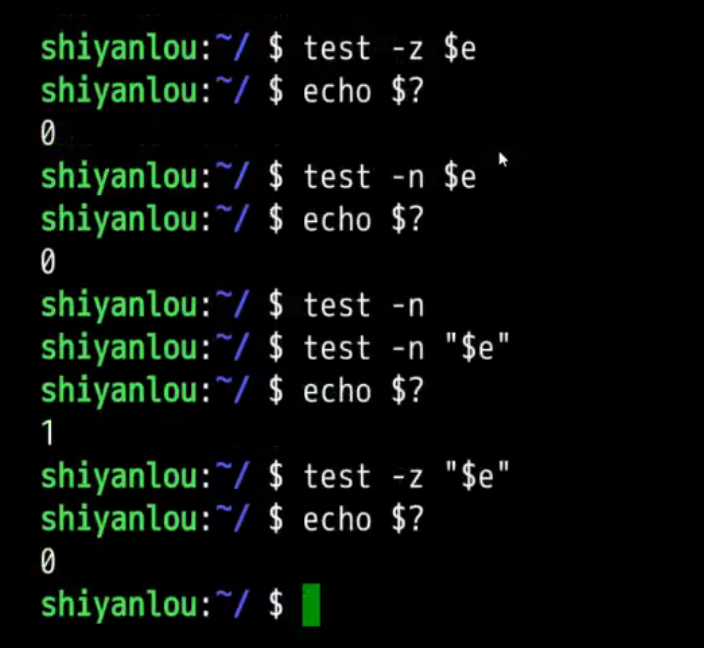 shiyanlou:~/ $ test -z $e
shiyanlou:~/ $ echo $?
0
shiyanlou:~/ $ test -n $e
shiyanlou:~/ $ echo $?
0
shiyanlou:~/ $ test -n
shiyanlou:~/ $ test -n "$e"
shiyanlou:~/ $ echo $?
1
shiyanlou:~/ $ test -z "$e"
shiyanlou:~/ $ echo $?
0
shiyanlou:~/ $